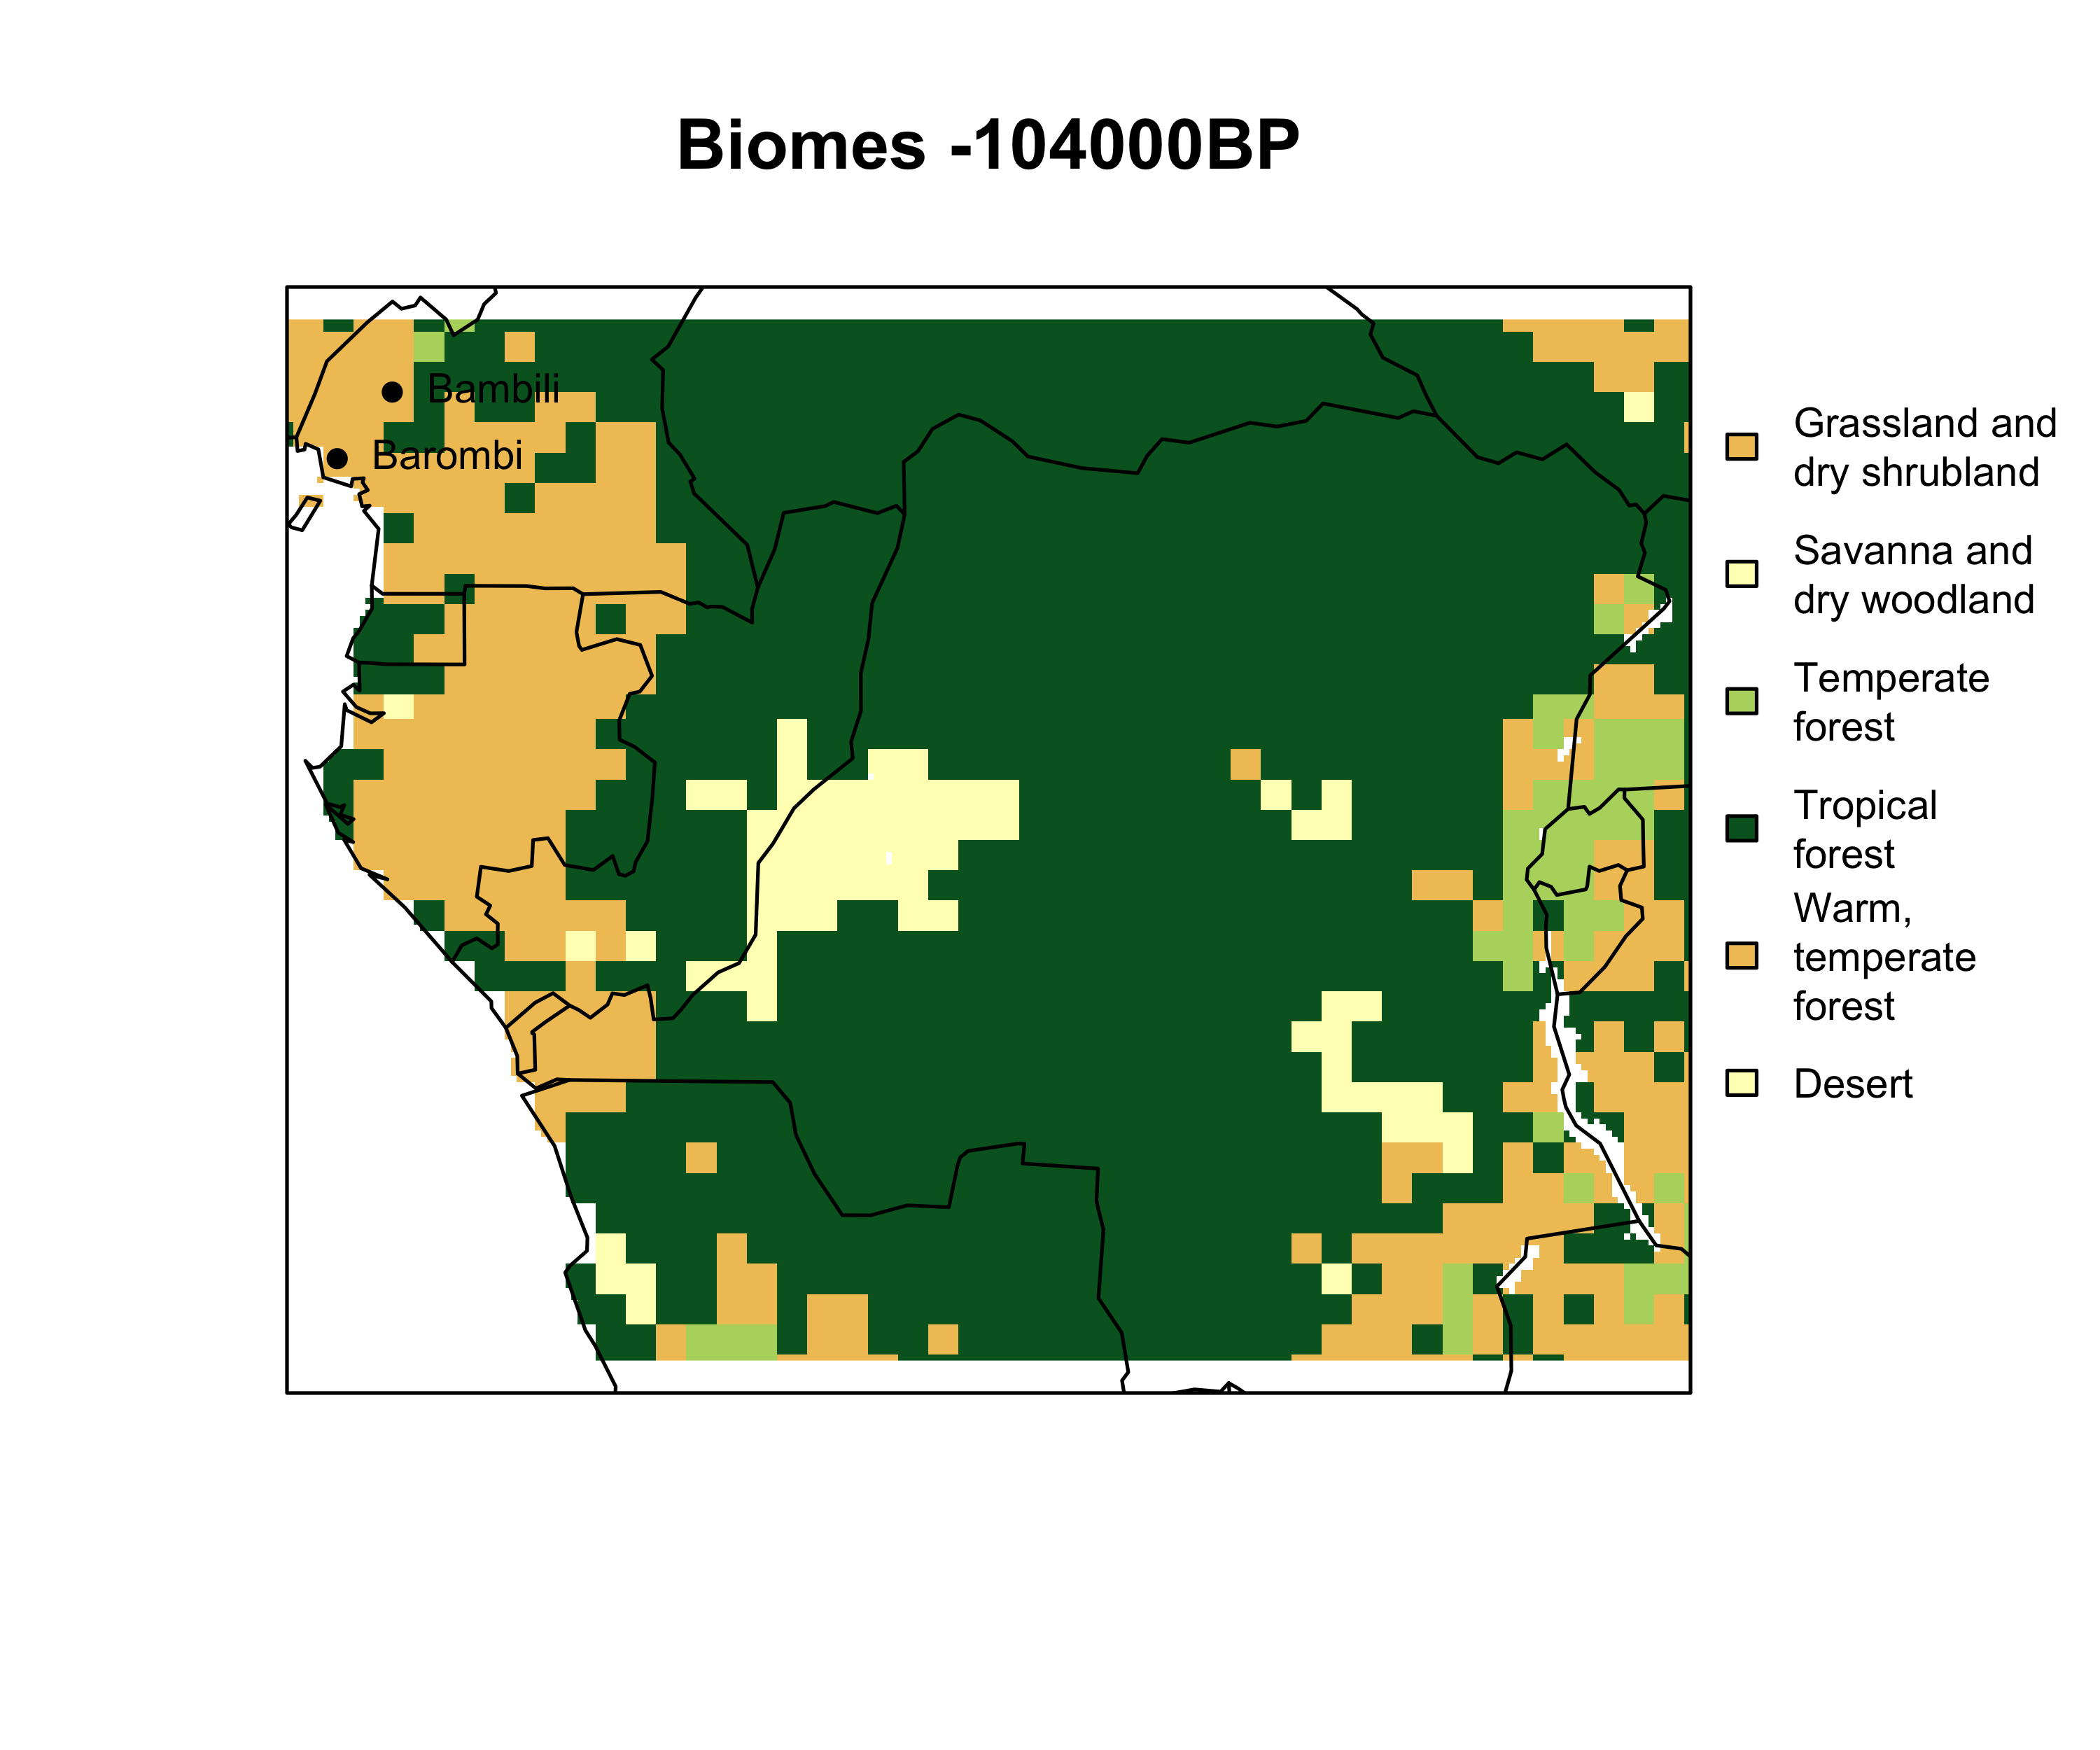 Biomes -104000BP
Bambili
Barombi
Grassland and
dry shrubland
Savanna and
dry woodland
Temperate
forest
Tropical
forest
Warm,
temperate
forest
Desert